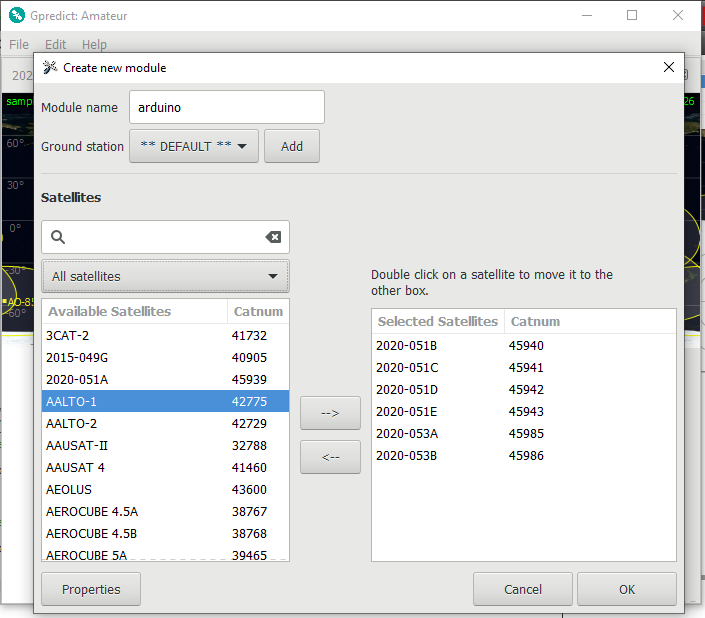 Gpredict: Amateur
File Edit Help
Create new module
202
Module name arduino
samp
26
Ground station ** DEFAULT ** Add
60°
30°
Satellites
0°
-30°
All satellites
Double click on a satellite to move it to the
other box.
AO-85
60°
Available Satellites Catnum
Selected Satellites Catnum
3CAT-2 41732
2015-049G 40905
2020-051A 45939
AALTO-1 42775
AALTO-2 42729
AAUSAT-II 32788
AAUSAT 4 41460
AEOLUS 43600
AEROCUBE 4.5A 38767
AEROCUBE 4.5B 38768
AEROCUBE 5A 39465
-->
<--
2020-051B 45940
2020-051C 45941
2020-051D 45942
2020-051E 45943
2020-053A 45985
2020-053B 45986
Properties Cancel OK